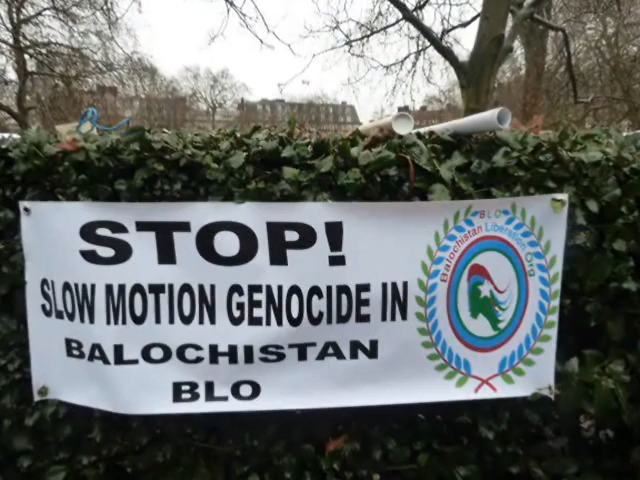 STOP!
SLOW MOTION GENOCIDE IN
BALOCHISTAN
BLO
BLO
Balochistan Liberation Org